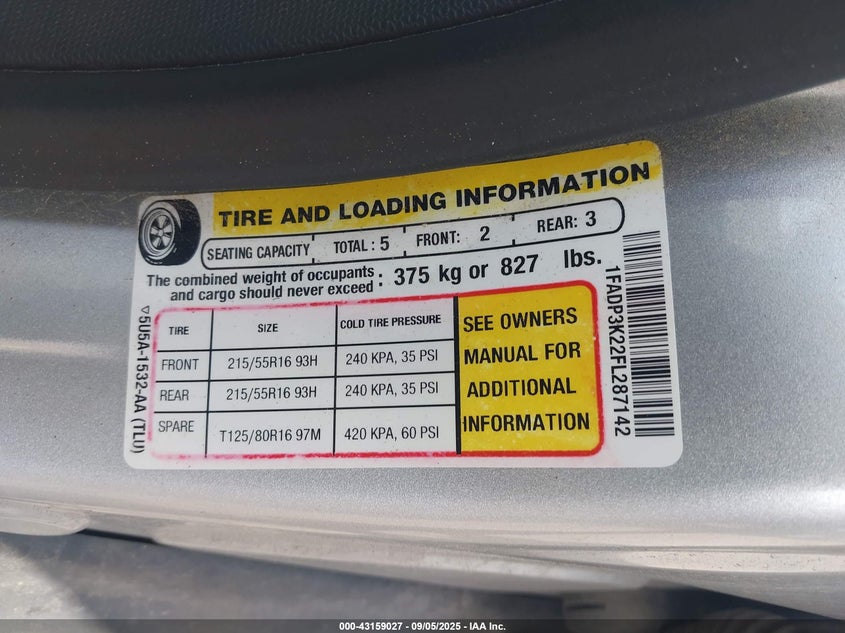 TIRE AND LOADING INFORMATION
SEATING CAPACITY TOTAL: 5 FRONT: 2 REAR: 3
The combined weight of occupants and cargo should never exceed : 375 kg or 827 lbs.
TIRE SIZE COLD TIRE PRESSURE
FRONT 215/55R16 93H 240 KPA, 35 PSI
REAR 215/55R16 93H 240 KPA, 35 PSI
SPARE T125/80R16 97M 420 KPA, 60 PSI
SEE OWNERS
MANUAL FOR
ADDITIONAL
INFORMATION
5U5A-1532-AA (TLU)
1FADP3K22FL287142
000-43159027 - 09/05/2025 - IAA Inc.